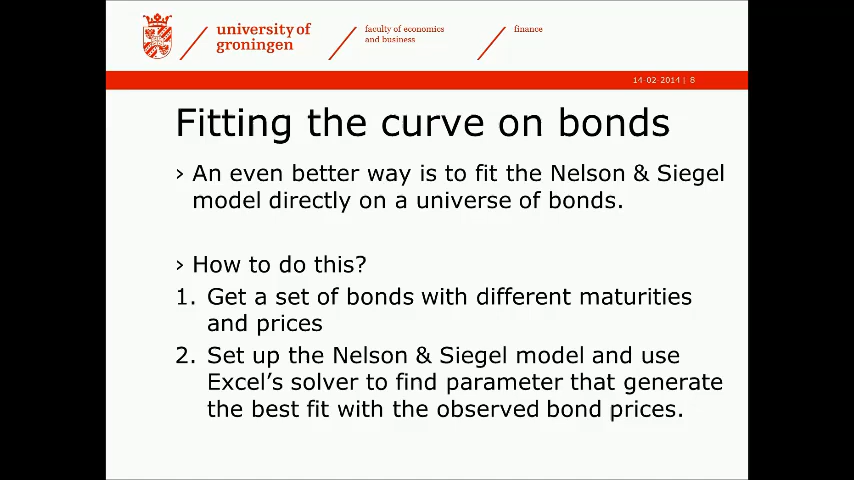 university of
groningen
faculty of economics
and business
finance
14-02-2014 | 8
Fitting the curve on bonds
› An even better way is to fit the Nelson & Siegel
model directly on a universe of bonds.
› How to do this?
1. Get a set of bonds with different maturities
and prices
2. Set up the Nelson & Siegel model and use
Excel's solver to find parameter that generate
the best fit with the observed bond prices.